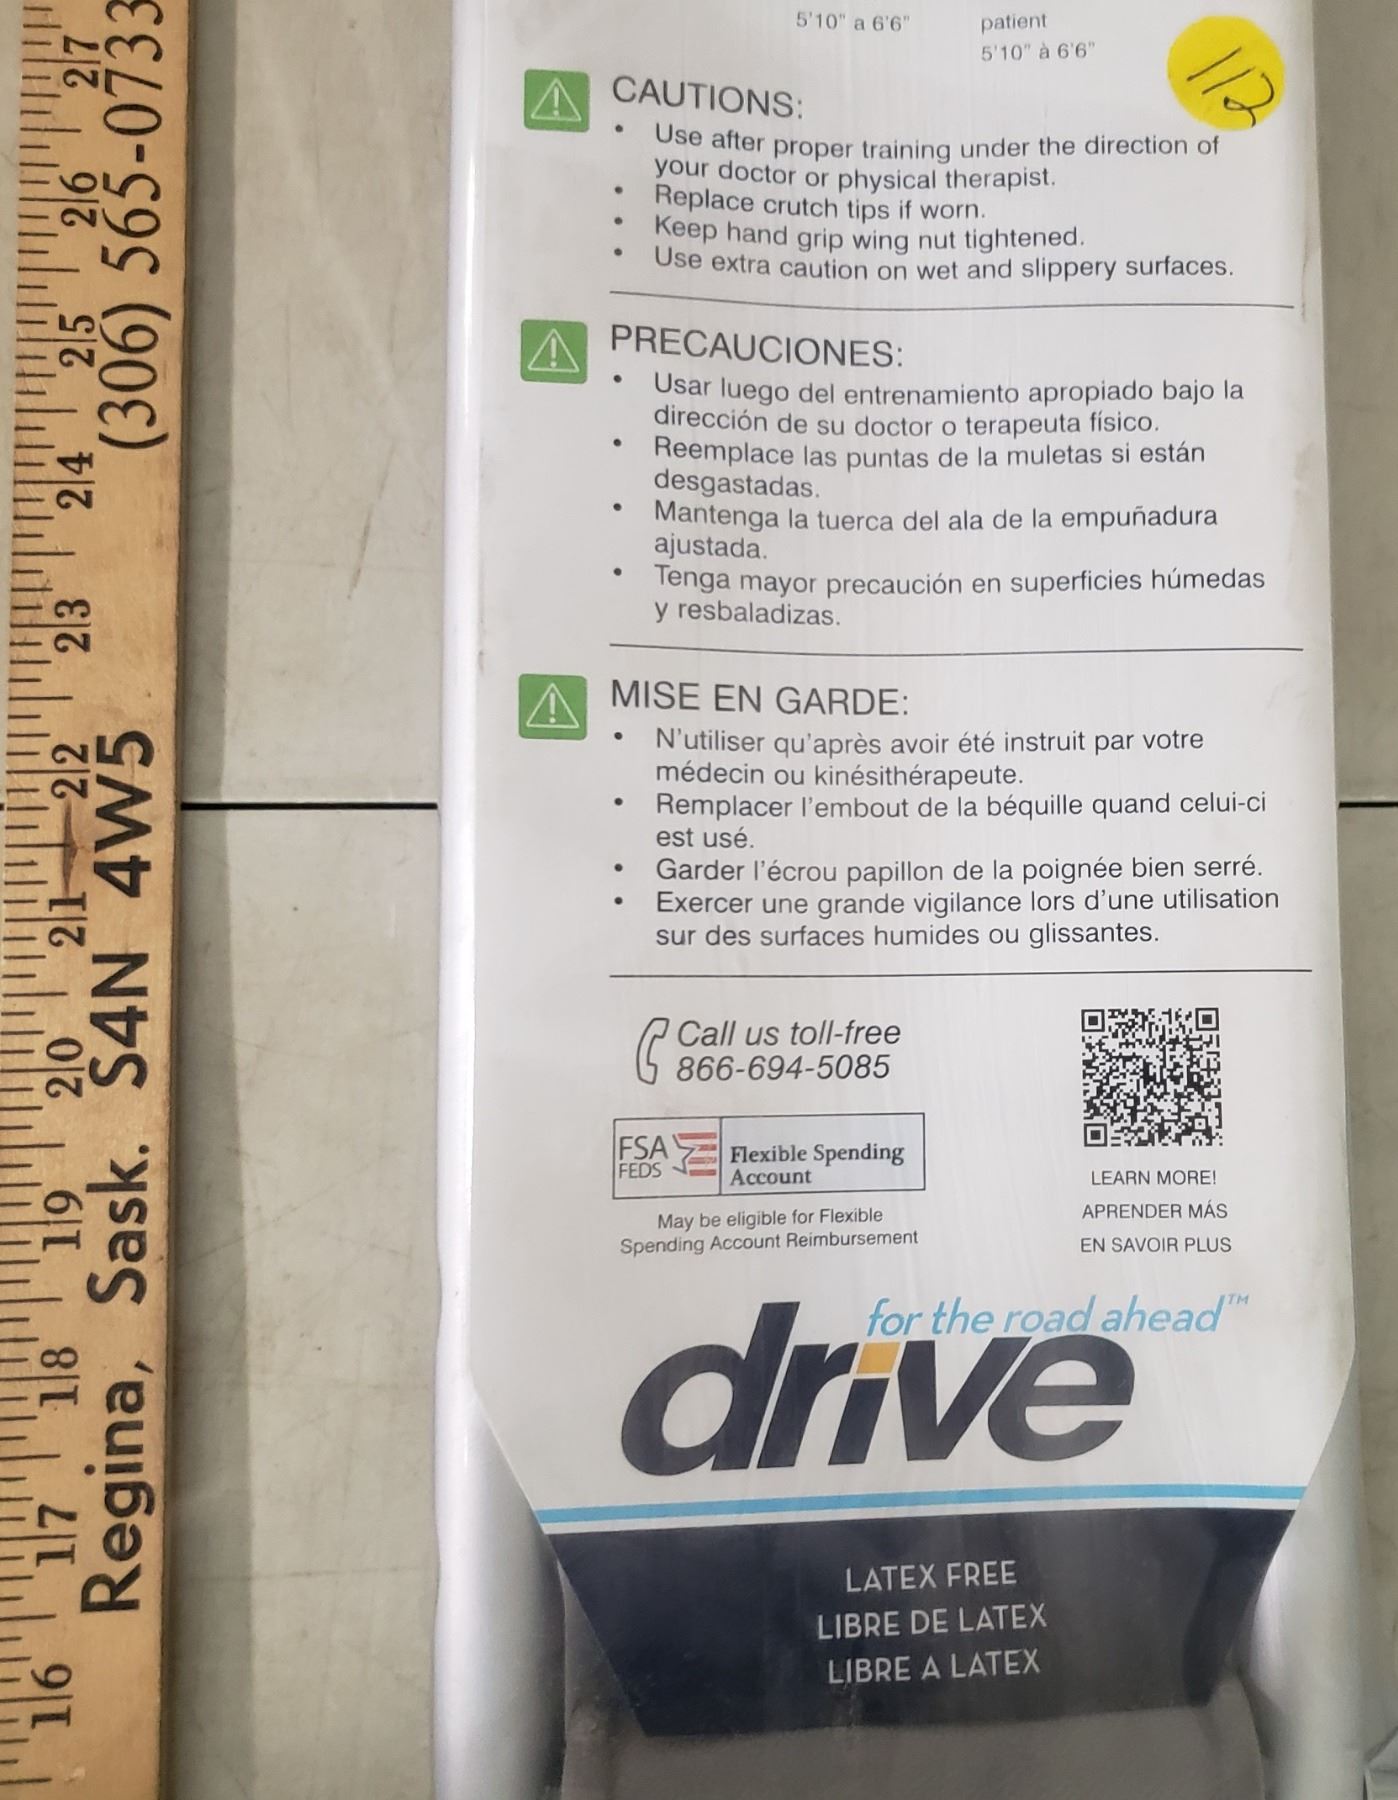 5'10" a 6'6"
patient
5'10" à 6'6"
112
CAUTIONS:
• Use after proper training under the direction of
your doctor or physical therapist.
• Replace crutch tips if worn.
• Keep hand grip wing nut tightened.
• Use extra caution on wet and slippery surfaces.
PRECAUCIONES:
• Usar luego del entrenamiento apropiado bajo la
dirección de su doctor o terapeuta físico.
• Reemplace las puntas de la muletas si están
desgastadas.
• Mantenga la tuerca del ala de la empuñadura
ajustada.
• Tenga mayor precaución en superficies húmedas
y resbaladizas.
MISE EN GARDE:
• N'utiliser qu'après avoir été instruit par votre
médecin ou kinésithérapeute.
• Remplacer l'embout de la béquille quand celui-ci
est usé.
• Garder l'écrou papillon de la poignée bien serré.
• Exercer une grande vigilance lors d'une utilisation
sur des surfaces humides ou glissantes.
Call us toll-free
866-694-5085
FSA
FEDS
Flexible Spending
Account
May be eligible for Flexible
Spending Account Reimbursement
LEARN MORE!
APRENDER MÁS
EN SAVOIR PLUS
for the road ahead™
drive
LATEX FREE
LIBRE DE LATEX
LIBRE A LATEX
16 17 18 19 20 21 22 23 24 25 26 27
Regina, Sask. S4N 4W5 (306) 565-0733